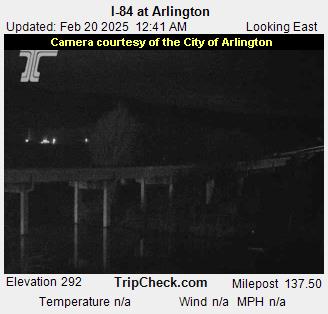 I-84 at Arlington
Updated: Feb 20 2025 12:41 AM Looking East
Camera courtesy of the City of Arlington
Elevation 292 TripCheck.com Milepost 137.50
Temperature n/a Wind n/a MPH n/a